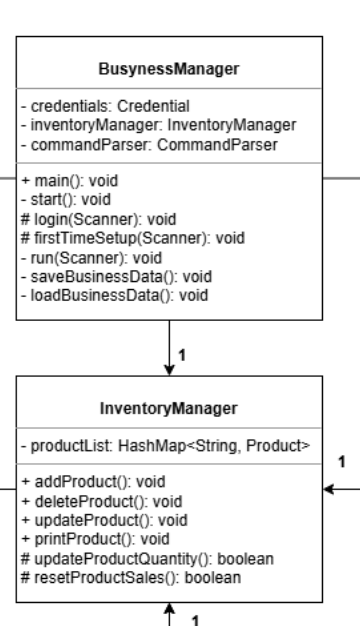 BusynessManager
- credentials: Credential
- inventoryManager: InventoryManager
- commandParser: CommandParser
+ main(): void
- start(): void
# login(Scanner): void
# firstTimeSetup(Scanner): void
- run(Scanner): void
- saveBusinessData(): void
- loadBusinessData(): void
1
InventoryManager
- productList: HashMap<String, Product>
+ addProduct(): void
+ deleteProduct(): void
+ updateProduct(): void
+ printProduct(): void
# updateProductQuantity(): boolean
# resetProductSales(): boolean
1
1